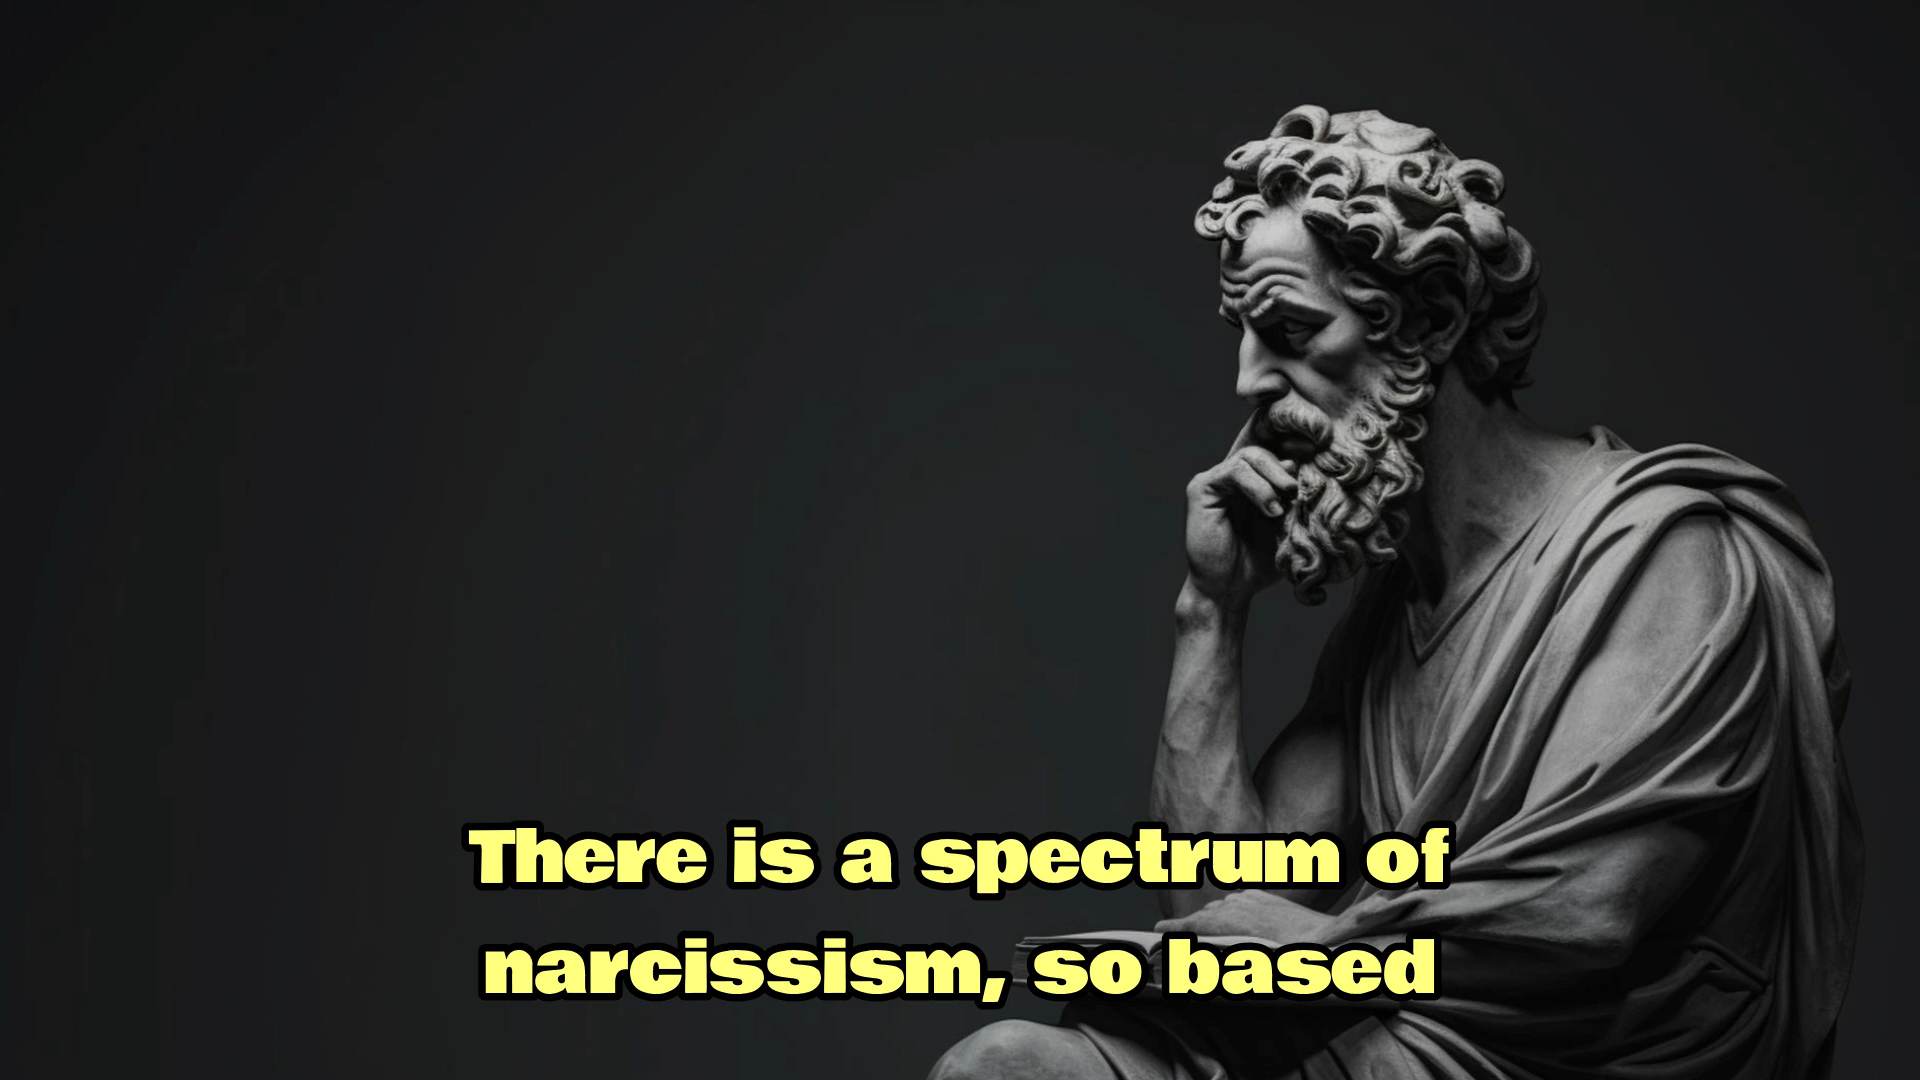 There is a spectrum of
narcissism, so based